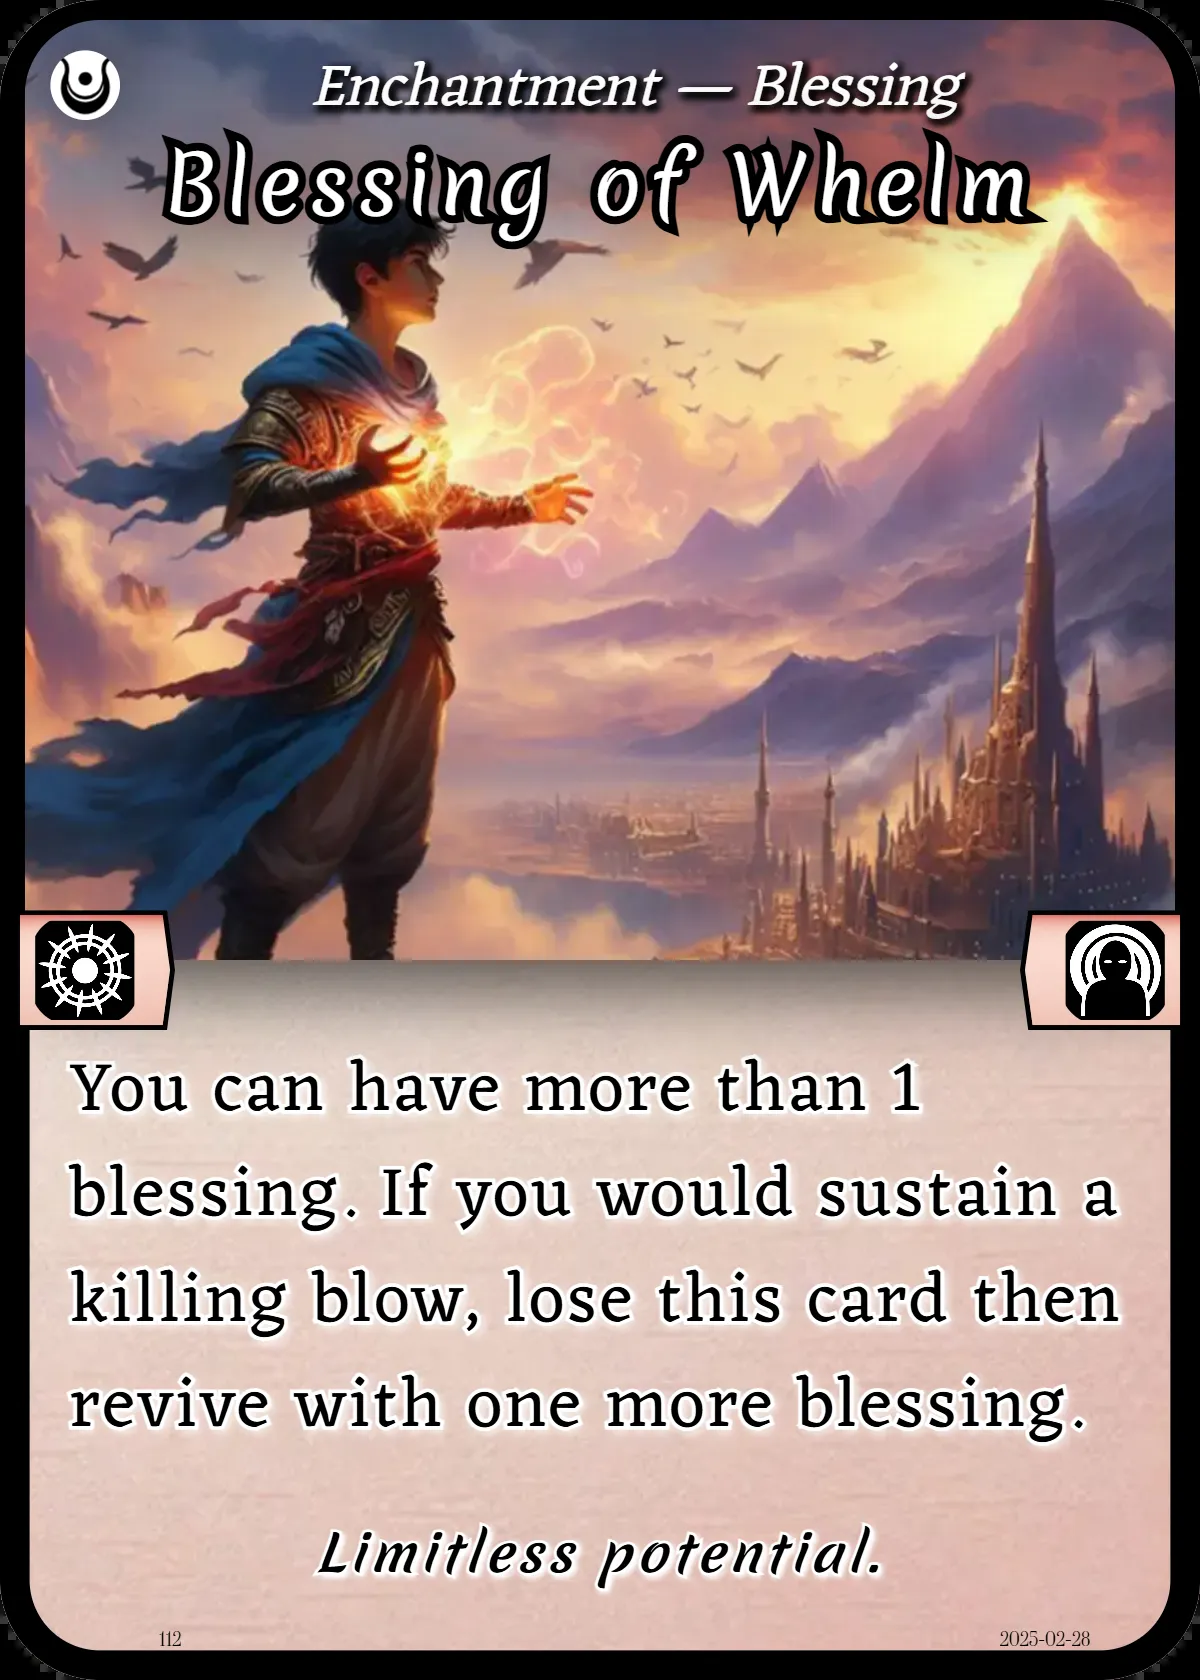 Enchantment — Blessing
Blessing of Whelm
You can have more than 1
blessing. If you would sustain a
killing blow, lose this card then
revive with one more blessing.
Limitless potential.
112
2025-02-28